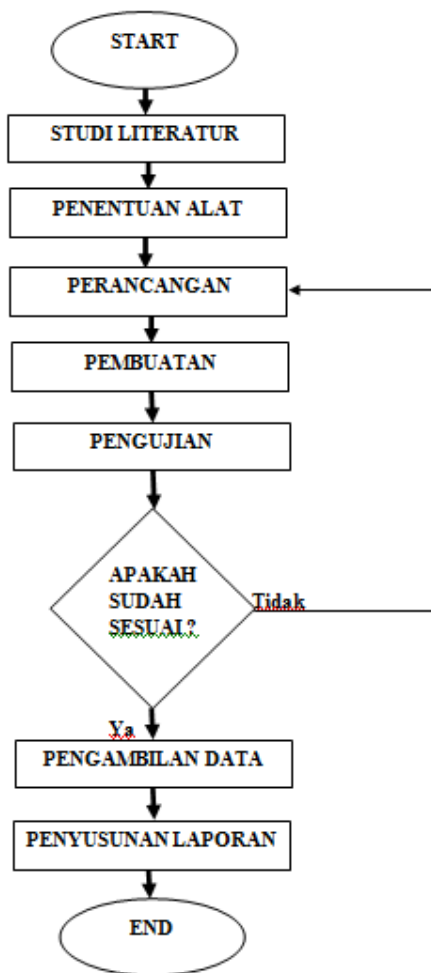 START
STUDI LITERATUR
PENENTUAN ALAT
PERANCANGAN
PEMBUATAN
PENGUJIAN
APAKAH
SUDAH
SESUAI ?
Tidak
Ya
PENGAMBILAN DATA
PENYUSUNAN LAPORAN
END